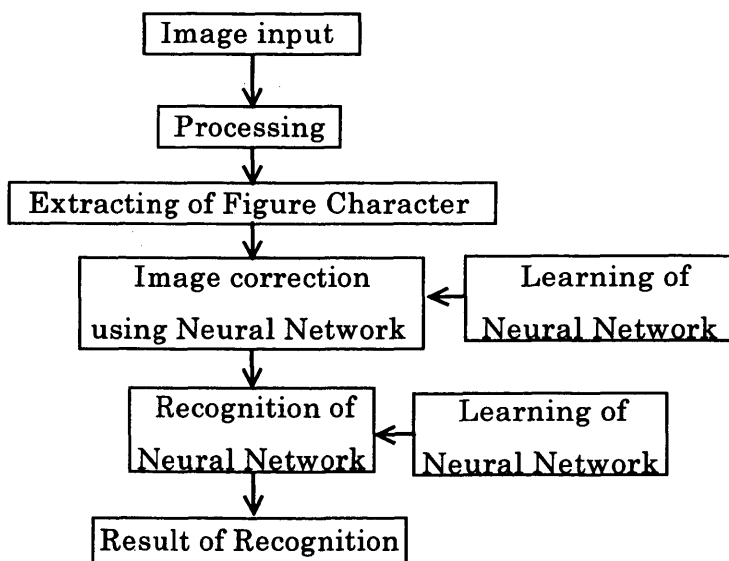 Image input
Processing
Extracting of Figure Character
Image correction
using Neural Network
Learning of
Neural Network
Recognition of
Neural Network
Learning of
Neural Network
Result of Recognition